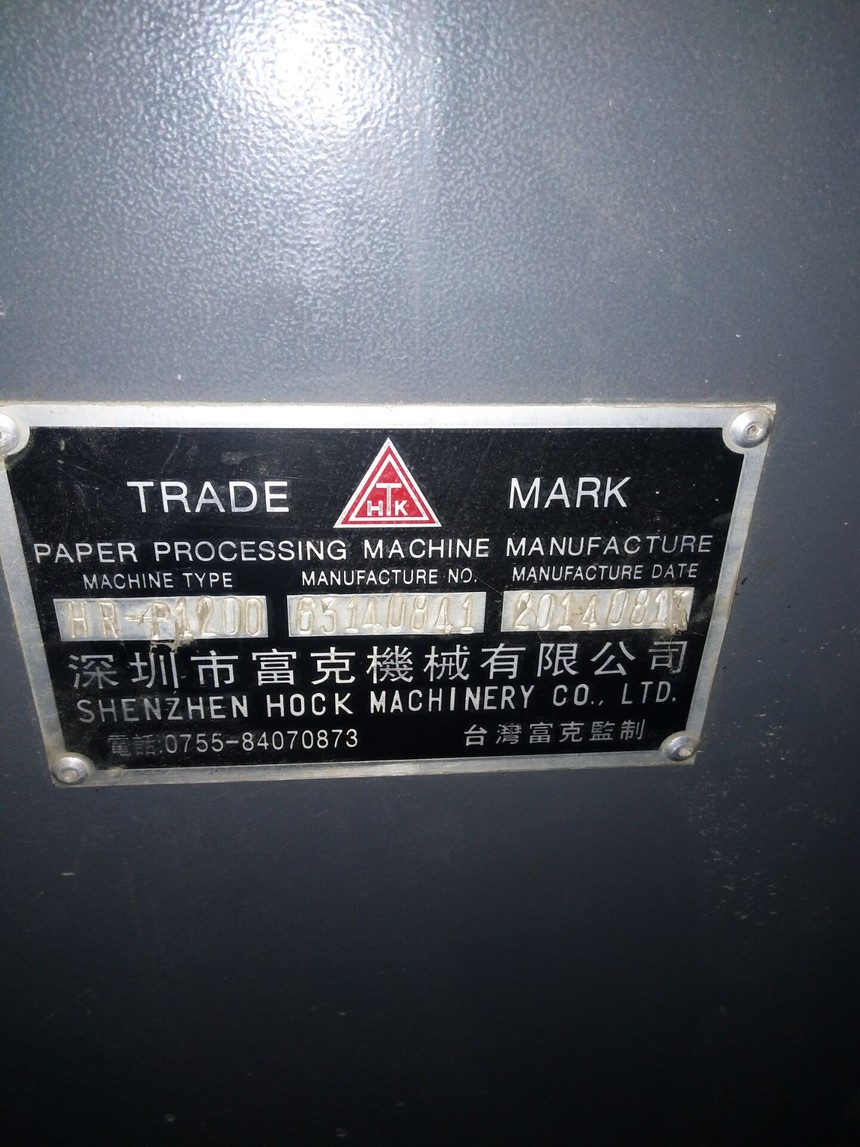 TRADE HTK MARK
PAPER PROCESSING MACHINE MANUFACTURE
MACHINE TYPE MANUFACTURE NO. MANUFACTURE DATE
63140841
深圳市富克機械有限公司
SHENZHEN HOCK MACHINERY CO., LTD.
電話:0755-84070873 台灣富克監制